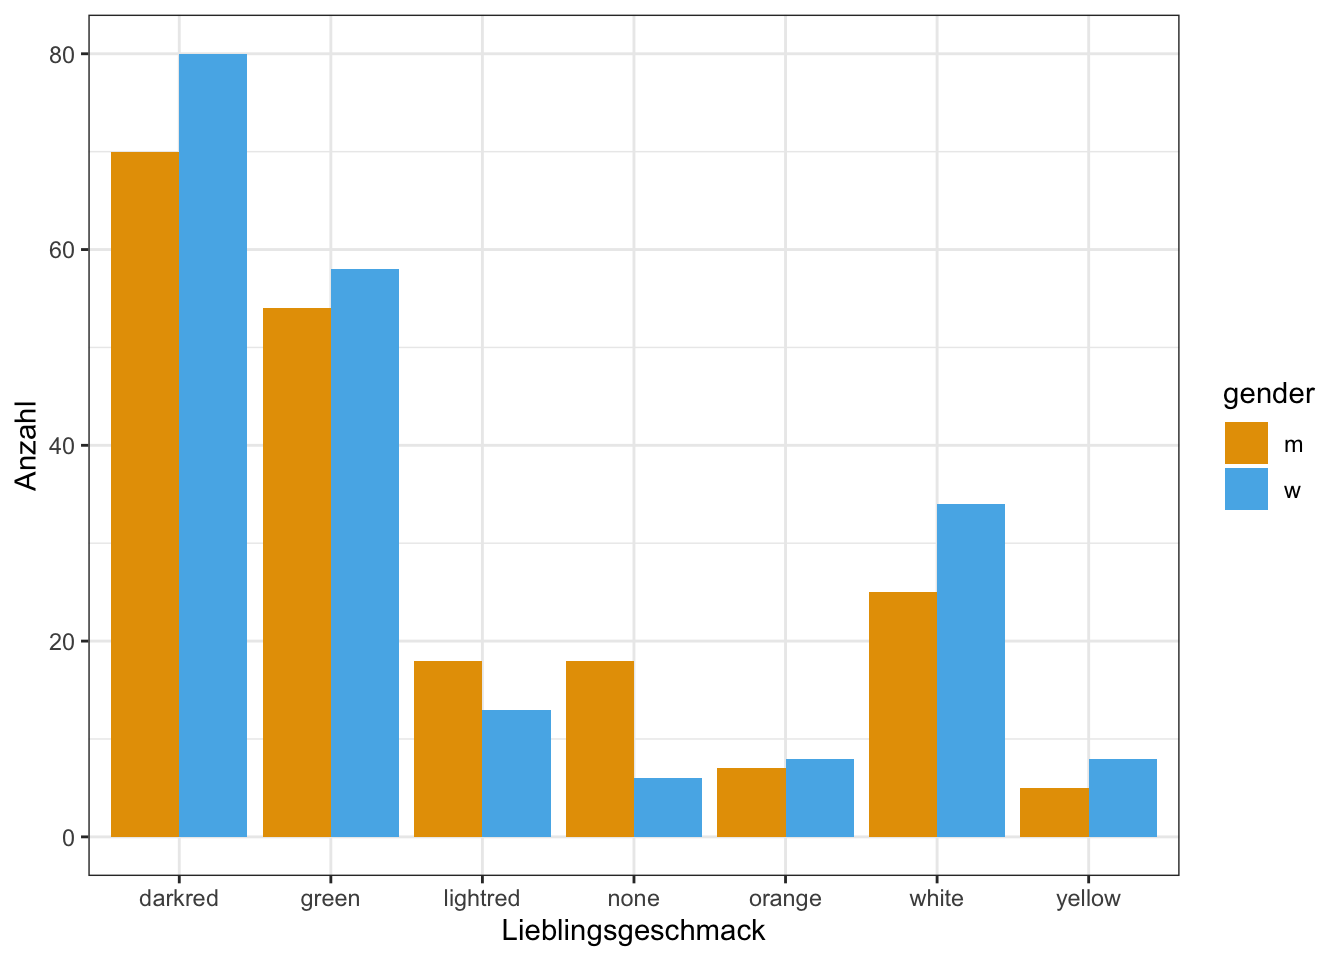 80
60
40
20
0
Anzahl
darkred green lightred none orange white yellow
Lieblingsgeschmack
gender
m
w